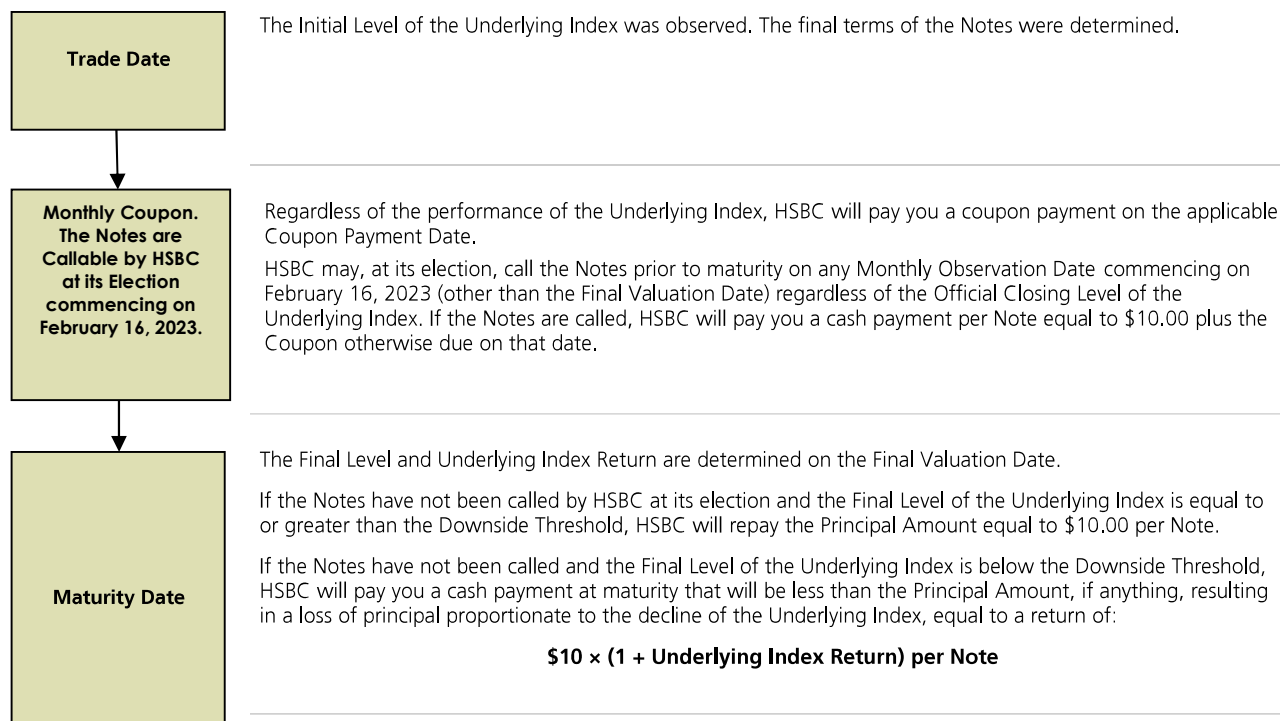 Trade Date
The Initial Level of the Underlying Index was observed. The final terms of the Notes were determined.
Monthly Coupon.
The Notes are
Callable by HSBC
at its Election
commencing on
February 16, 2023.
Regardless of the performance of the Underlying Index, HSBC will pay you a coupon payment on the applicable
Coupon Payment Date.
HSBC may, at its election, call the Notes prior to maturity on any Monthly Observation Date commencing on
February 16, 2023 (other than the Final Valuation Date) regardless of the Official Closing Level of the
Underlying Index. If the Notes are called, HSBC will pay you a cash payment per Note equal to $10.00 plus the
Coupon otherwise due on that date.
Maturity Date
The Final Level and Underlying Index Return are determined on the Final Valuation Date.
If the Notes have not been called by HSBC at its election and the Final Level of the Underlying Index is equal to
or greater than the Downside Threshold, HSBC will repay the Principal Amount equal to $10.00 per Note.
If the Notes have not been called and the Final Level of the Underlying Index is below the Downside Threshold,
HSBC will pay you a cash payment at maturity that will be less than the Principal Amount, if anything, resulting
in a loss of principal proportionate to the decline of the Underlying Index, equal to a return of:
$10 × (1 + Underlying Index Return) per Note